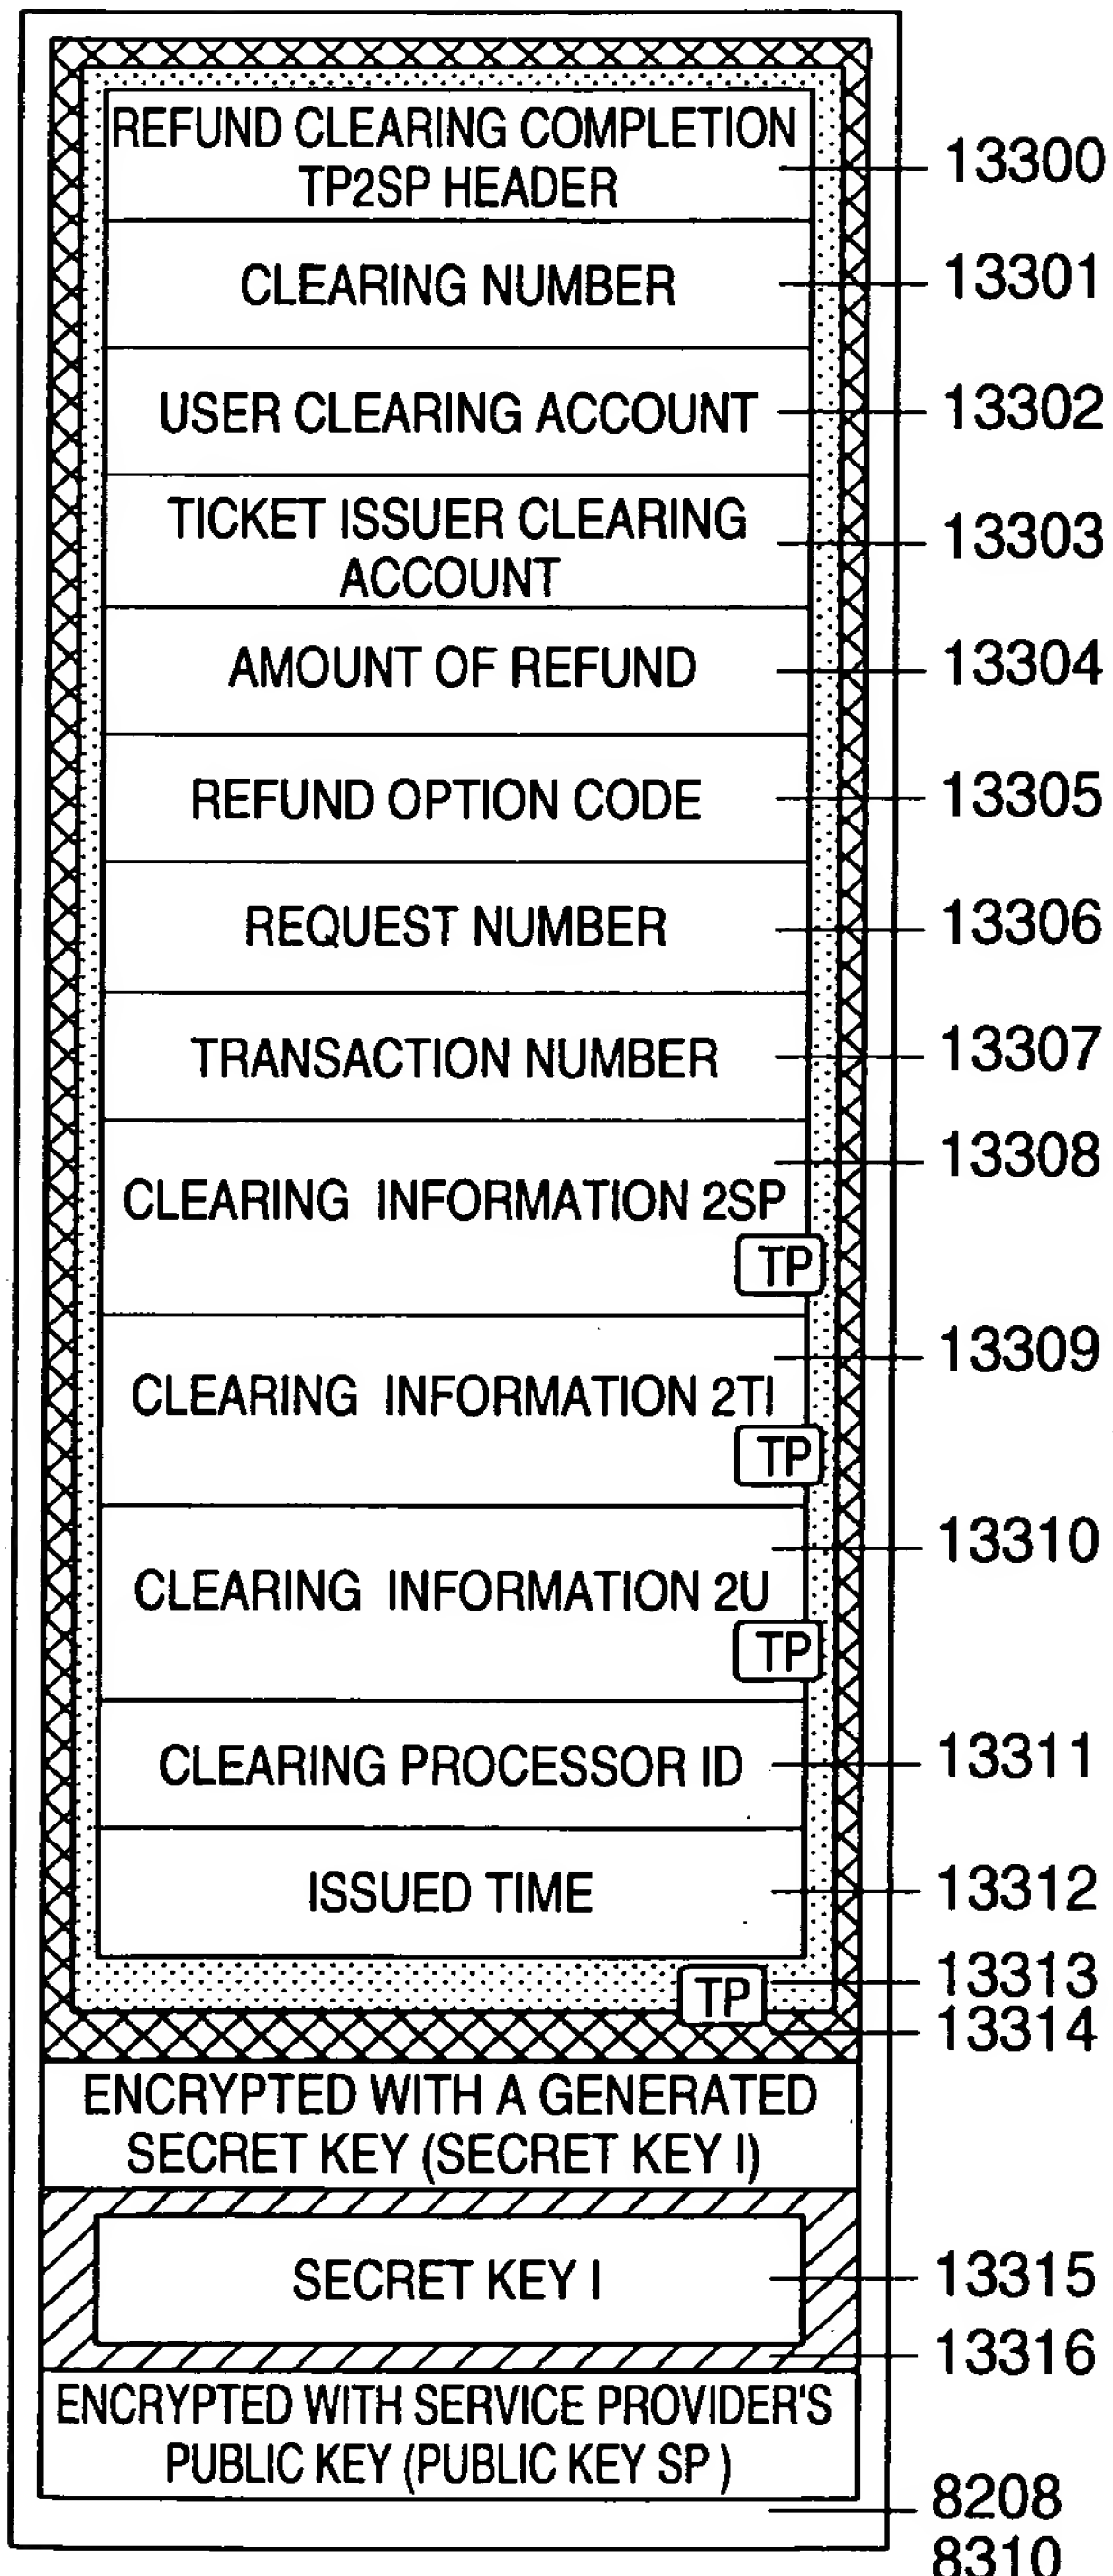 REFUND CLEARING COMPLETION
TP2SP HEADER
13300
CLEARING NUMBER
13301
USER CLEARING ACCOUNT
13302
TICKET ISSUER CLEARING
ACCOUNT
13303
AMOUNT OF REFUND
13304
REFUND OPTION CODE
13305
REQUEST NUMBER
13306
TRANSACTION NUMBER
13307
13308
CLEARING INFORMATION 2SP
TP
13309
CLEARING INFORMATION 2TI
TP
13310
CLEARING INFORMATION 2U
TP
CLEARING PROCESSOR ID
13311
ISSUED TIME
13312
13313
TP
13314
ENCRYPTED WITH A GENERATED
SECRET KEY (SECRET KEY I)
SECRET KEY I
13315
13316
ENCRYPTED WITH SERVICE PROVIDER'S
PUBLIC KEY (PUBLIC KEY SP )
8208
8310